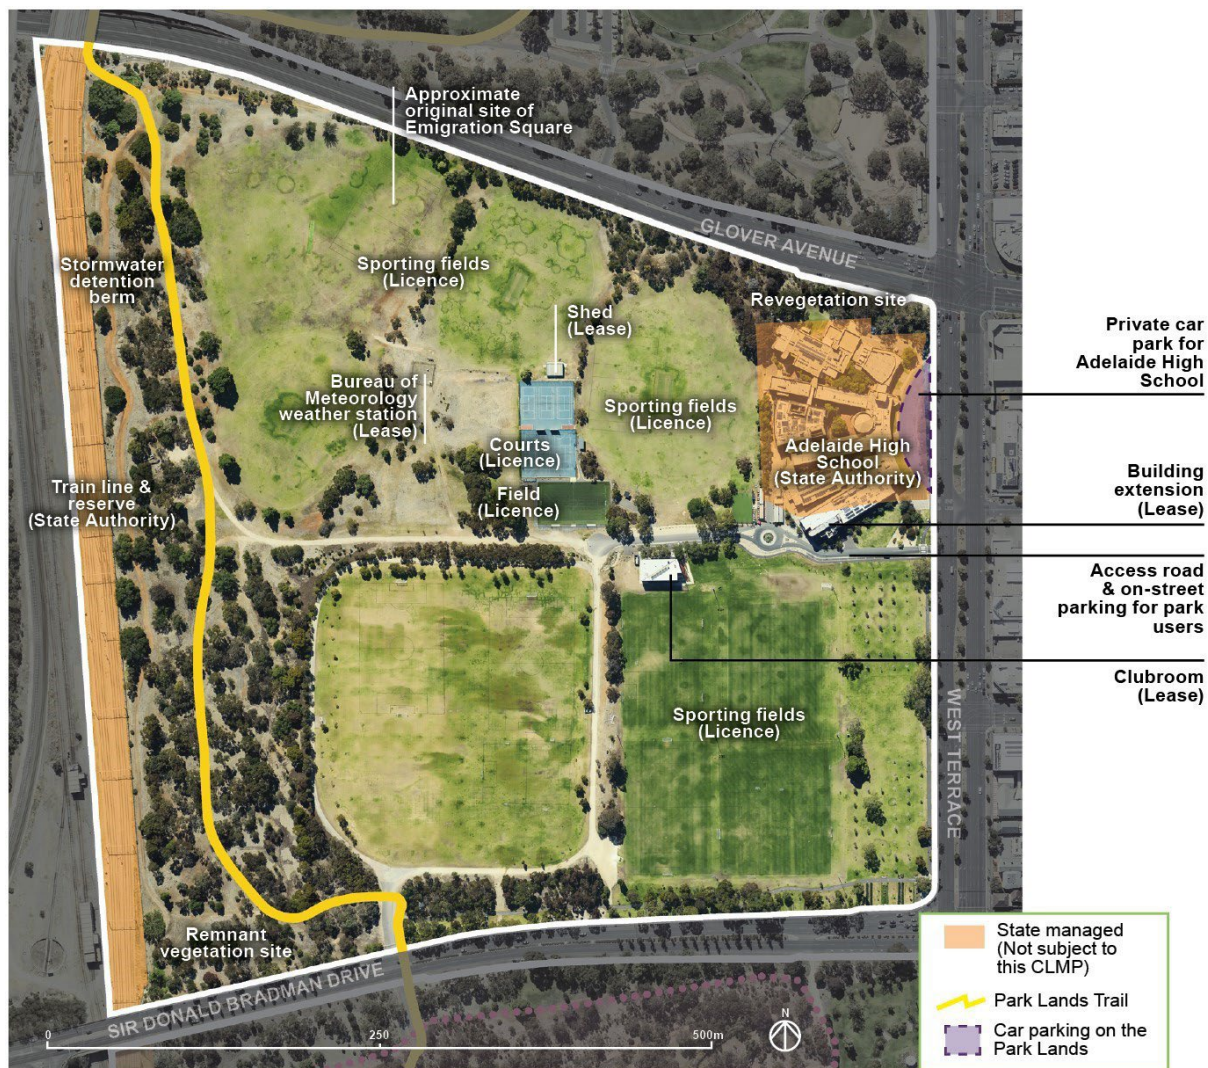 Approximate
original site of
Emigration Square
GLOVER AVENUE
Stormwater
detention
berm
Sporting fields
(Licence)
Revegetation site
Shed
(Lease)
Private car
park for
Adelaide High
School
Bureau of
Meteorology
weather station
(Lease)
Sporting fields
(Licence)
Courts
(Licence)
Adelaide High
School
(State Authority)
Building
extension
(Lease)
Train line &
reserve
(State Authority)
Field
(Licence)
Access road
& on-street
parking for park
users
Clubroom
(Lease)
Sporting fields
(Licence)
WEST TERRACE
Remnant
vegetation site
SIR DONALD BRADMAN DRIVE
0 250 500m
N
State managed
(Not subject to
this CLMP)
Park Lands Trail
Car parking on the
Park Lands